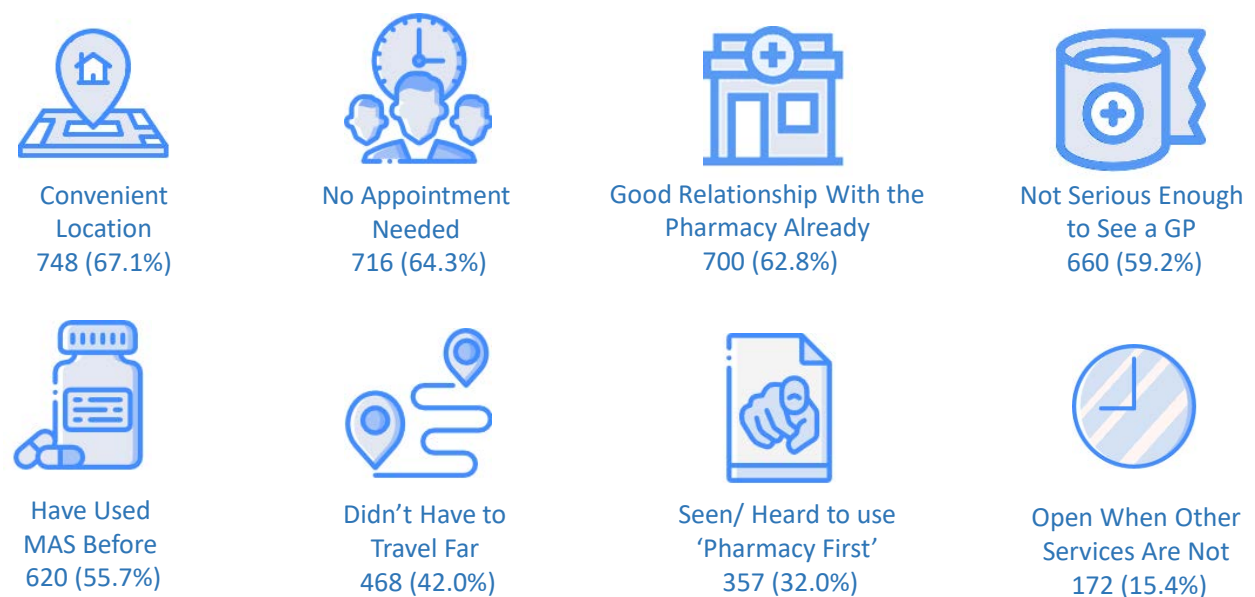 Convenient
Location
748 (67.1%)
No Appointment
Needed
716 (64.3%)
Good Relationship With the
Pharmacy Already
700 (62.8%)
Not Serious Enough
to See a GP
660 (59.2%)
Have Used
MAS Before
620 (55.7%)
Didn’t Have to
Travel Far
468 (42.0%)
Seen/ Heard to use
‘Pharmacy First’
357 (32.0%)
Open When Other
Services Are Not
172 (15.4%)